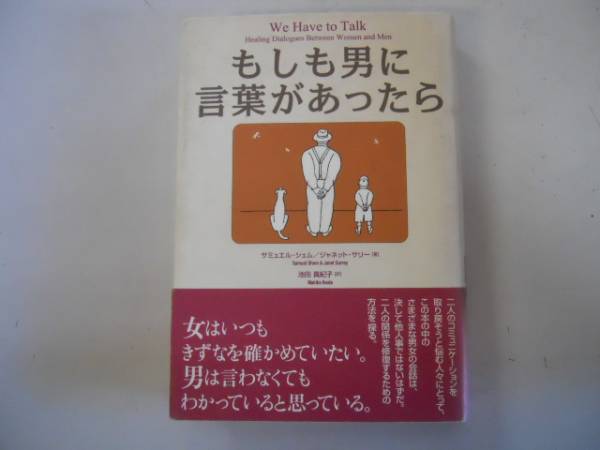 We Have to Talk
Healing Dialogues Between Women and Men
もしも男に
言葉があったら
サミュエル・シェム／ジャネット・サリー 著
Samuel Shem & Janet Surrey
池田 真紀子 訳
Makiko Ikeda
女はいつも
きずなを確かめていたい。
男は言わなくても
わかっていると思っている。
二人のコミュニケーションを
取り戻そうと悩む人々にとって、
この本の中の
さまざまな男女の会話は、
決して他人事ではないはずだ。
二人の関係を修復するための
方法を探る。